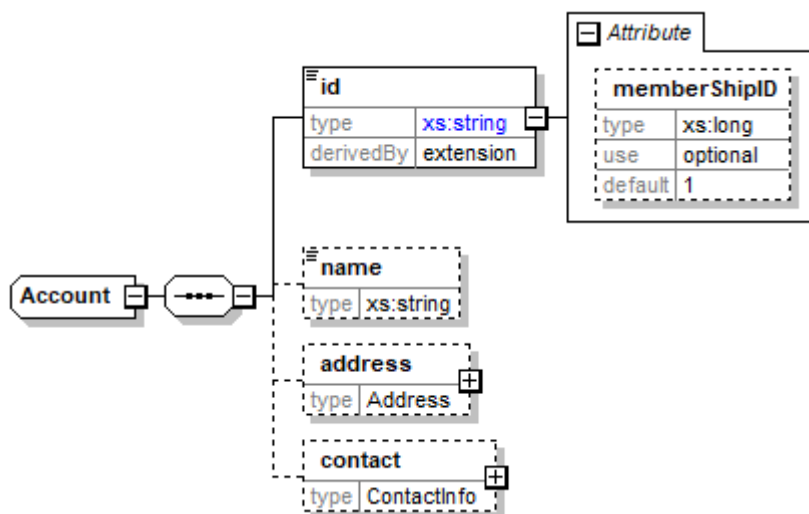 Attribute
id
type xs:string
derivedBy extension
memberShipID
type xs:long
use optional
default 1
Account
name
type xs:string
address
type Address
contact
type ContactInfo